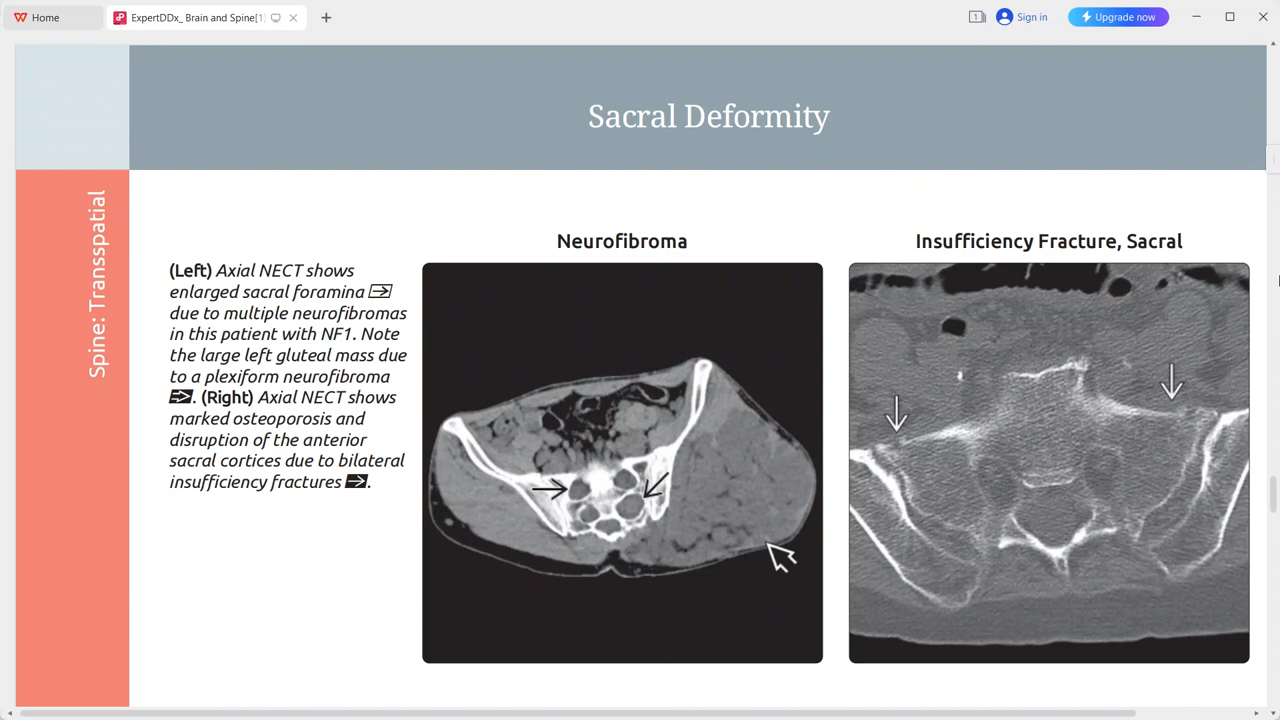 Home
ExpertDDx_ Brain and Spine[1]
1
Sign in
Upgrade now
Sacral Deformity
Spine: Transspatial
Neurofibroma
Insufficiency Fracture, Sacral
(Left) Axial NECT shows
enlarged sacral foramina
due to multiple neurofibromas
in this patient with NF1. Note
the large left gluteal mass due
to a plexiform neurofibroma
. (Right) Axial NECT shows
marked osteoporosis and
disruption of the anterior
sacral cortices due to bilateral
insufficiency fractures .